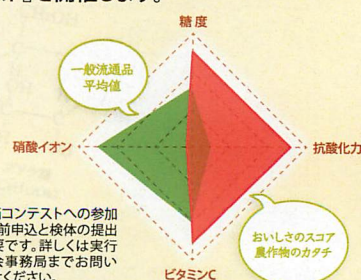 を開催します。
糖度
一般流通品
平均値
硝酸イオン
抗酸化力
コンテストへの参加
前申込と検体の提出
要です。詳しくは実行
会事務局までお問い
ください。
おいしさのスコア
農作物のカタチ
ビタミンC